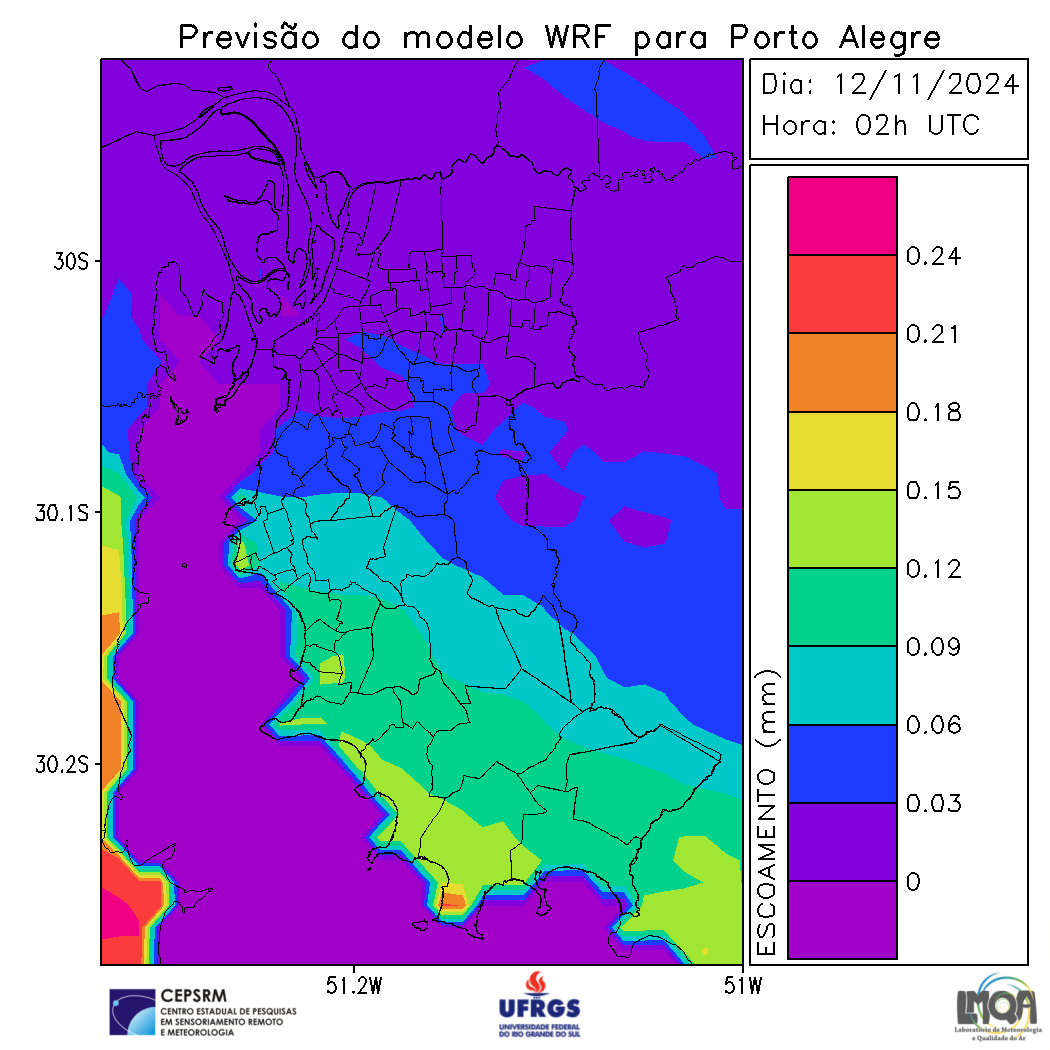 Previsão do modelo WRF para Porto Alegre
Dia: 12/11/2024
Hora: 02h UTC
30S
30.1S
30.2S
51.2W
51W
0.24
0.21
0.18
0.15
0.12
0.09
0.06
0.03
0
ESCOAMENTO (mm)
CEPSRM
CENTRO ESTADUAL DE PESQUISAS
EM SENSORIAMENTO REMOTO
E METEOROLOGIA
UFRGS
UNIVERSIDADE FEDERAL
DO RIO GRANDE DO SUL
LMQA
Laboratório de Meteorologia
e Qualidade do Ar